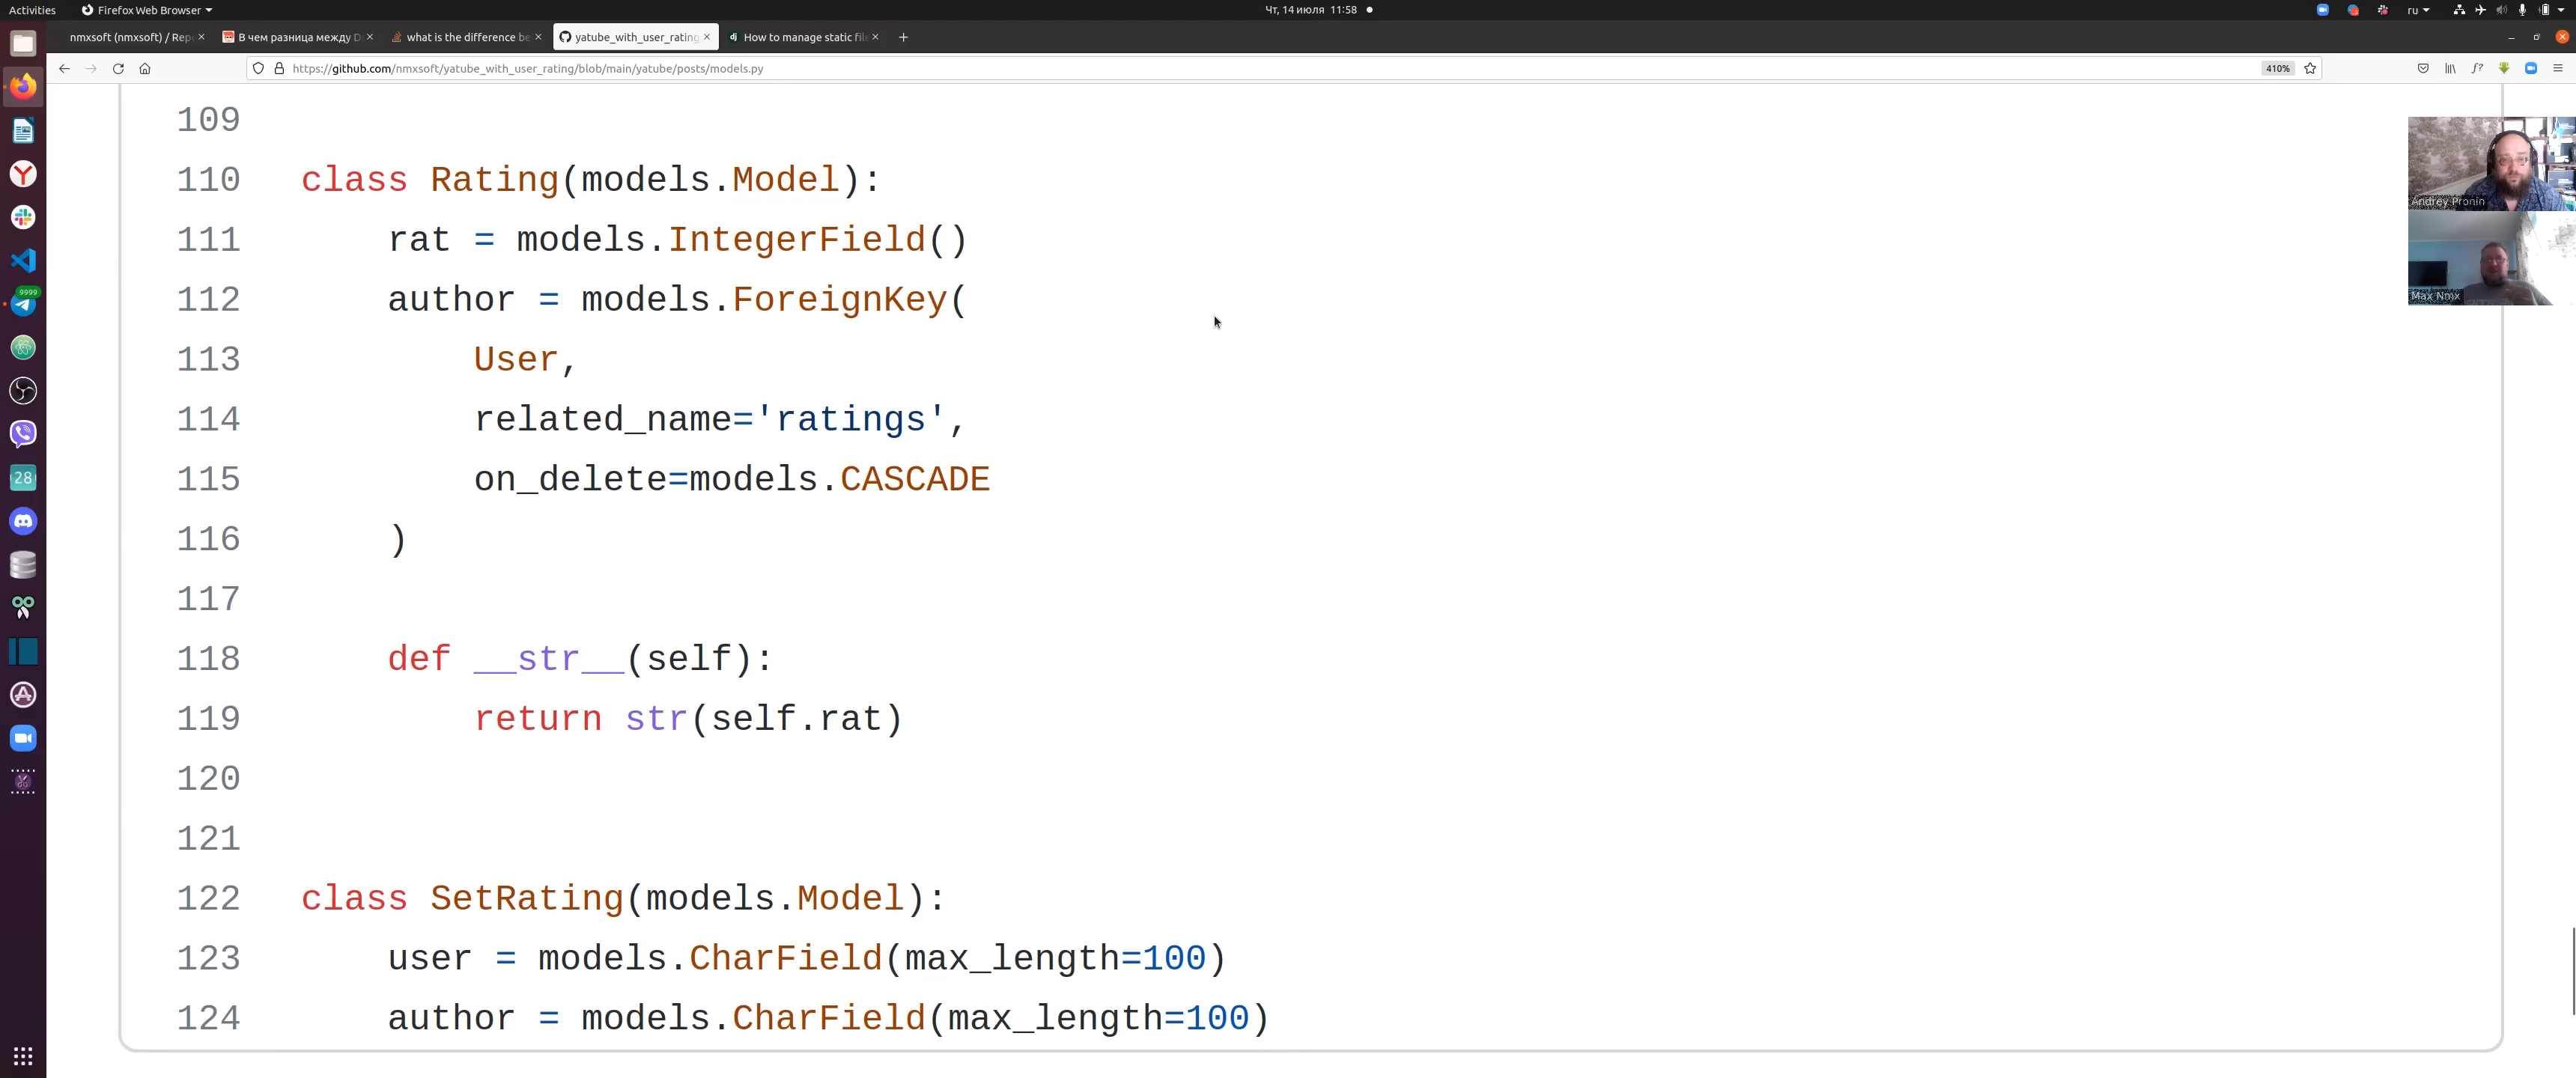 Activities
Firefox Web Browser
Чт, 14 июля 11:58
ru
nmxsoft (nmxsoft) / Rep
В чем разница между D
what is the difference be
yatube_with_user_rating
dj How to manage static fil
https://github.com/nmxsoft/yatube_with_user_rating/blob/main/yatube/posts/models.py
410%
f?
9999
28
Andrey Pronin
Max Nmx
109
110 class Rating(models.Model):
111     rat = models.IntegerField()
112     author = models.ForeignKey(
113         User,
114         related_name='ratings',
115         on_delete=models.CASCADE
116     )
117
118     def __str__(self):
119         return str(self.rat)
120
121
122 class SetRating(models.Model):
123     user = models.CharField(max_length=100)
124     author = models.CharField(max_length=100)